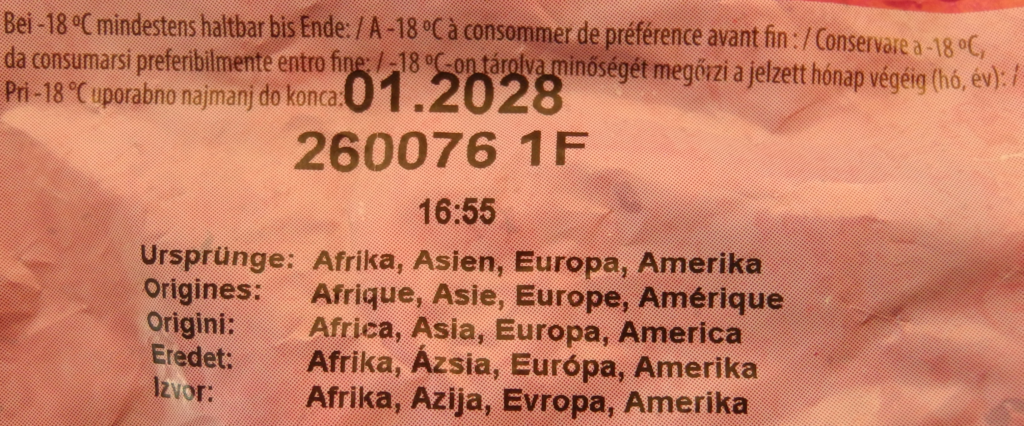 Bei -18 ºC mindestens haltbar bis Ende: / A -18 ºC à consommer de préférence avant fin : / Conservare a -18 ºC,
da consumarsi preferibilmente entro fine: / -18 ºC-on tárolva minőségét megőrzi a jelzett hónap végéig (hó, év): /
Pri -18 °C uporabno najmanj do konca: 01.2028
260076 1F
16:55
Ursprünge: Afrika, Asien, Europa, Amerika
Origines: Afrique, Asie, Europe, Amérique
Origini: Africa, Asia, Europa, America
Eredet: Afrika, Ázsia, Európa, Amerika
Izvor: Afrika, Azija, Evropa, Amerika